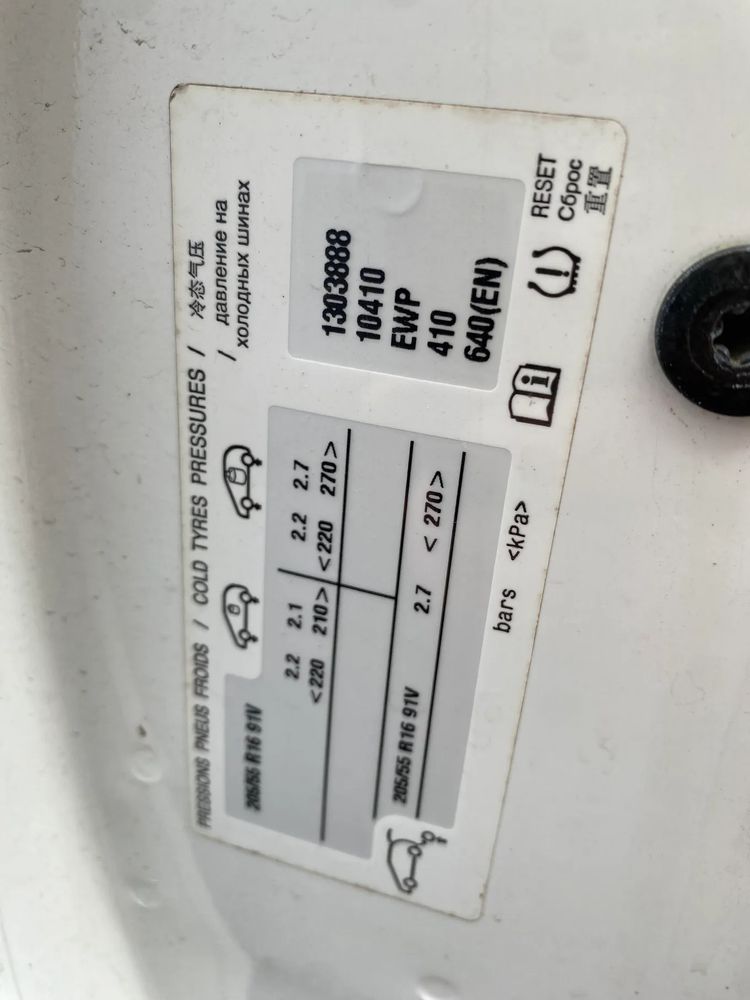 PRESSIONS PNEUS FROIDS / COLD TYRES PRESSURES / 冷态气压
/ давление на
холодных шинах
205/55 R16 91V
2.2 2.1
<220 210>
2.2 2.7
<220 270>
205/55 R16 91V
2.7 < 270 >
bars <kPa>
1303888
10410
EWP
410
640(EN)
RESET
Сброс
重置